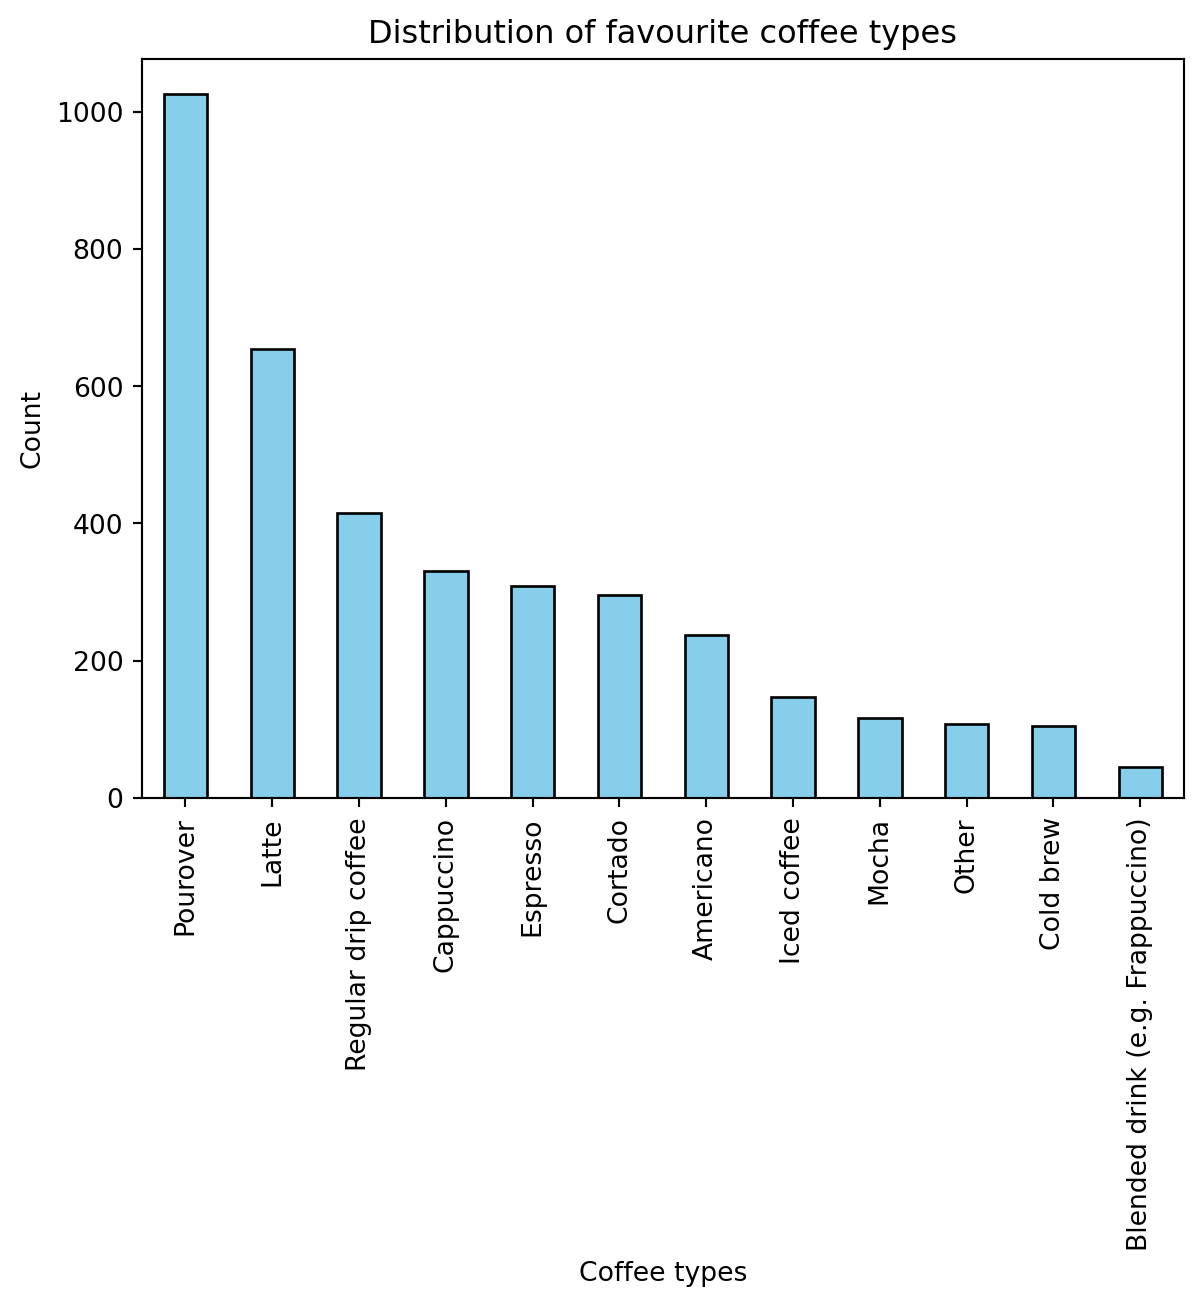 Distribution of favourite coffee types
Count
1000
800
600
400
200
0
Pourover
Latte
Regular drip coffee
Cappuccino
Espresso
Cortado
Americano
Iced coffee
Mocha
Other
Cold brew
Blended drink (e.g. Frappuccino)
Coffee types